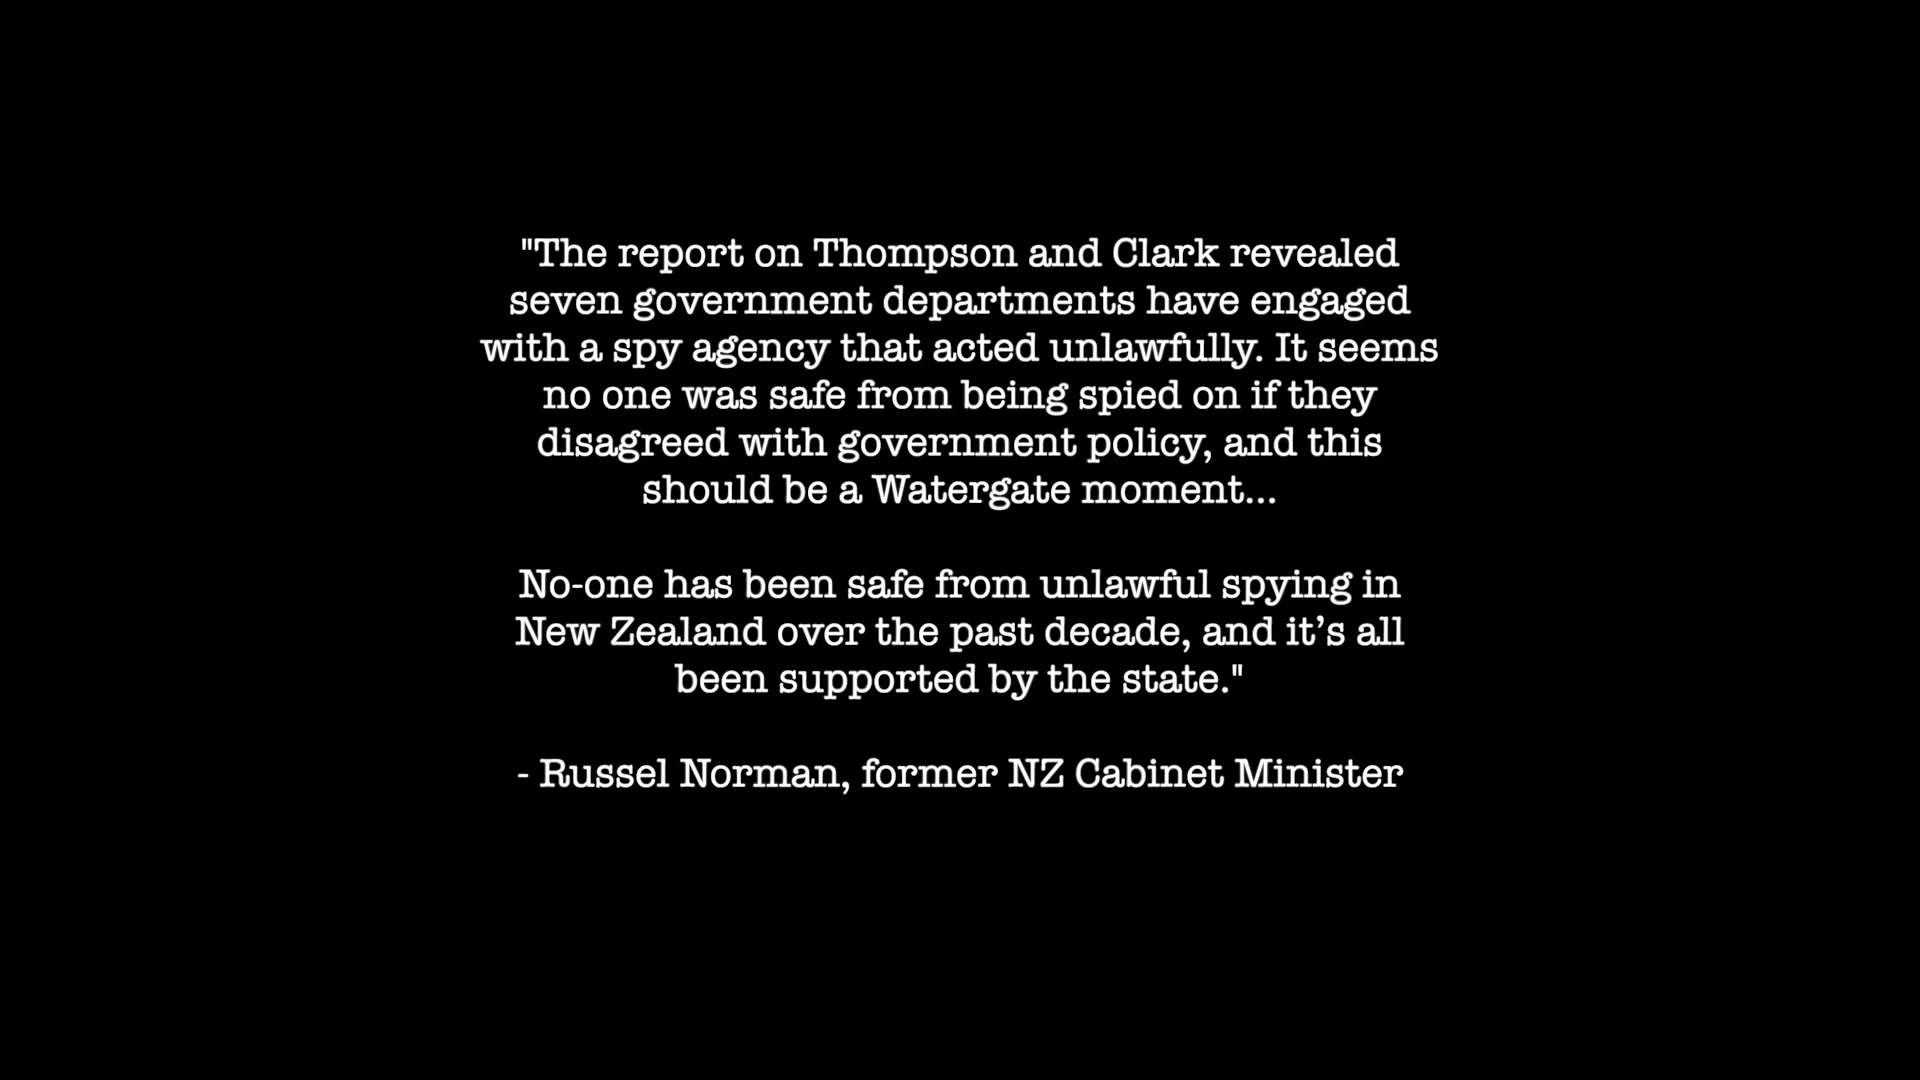 "The report on Thompson and Clark revealed
seven government departments have engaged
with a spy agency that acted unlawfully. It seems
no one was safe from being spied on if they
disagreed with government policy, and this
should be a Watergate moment...
No-one has been safe from unlawful spying in
New Zealand over the past decade, and it’s all
been supported by the state."
- Russel Norman, former NZ Cabinet Minister